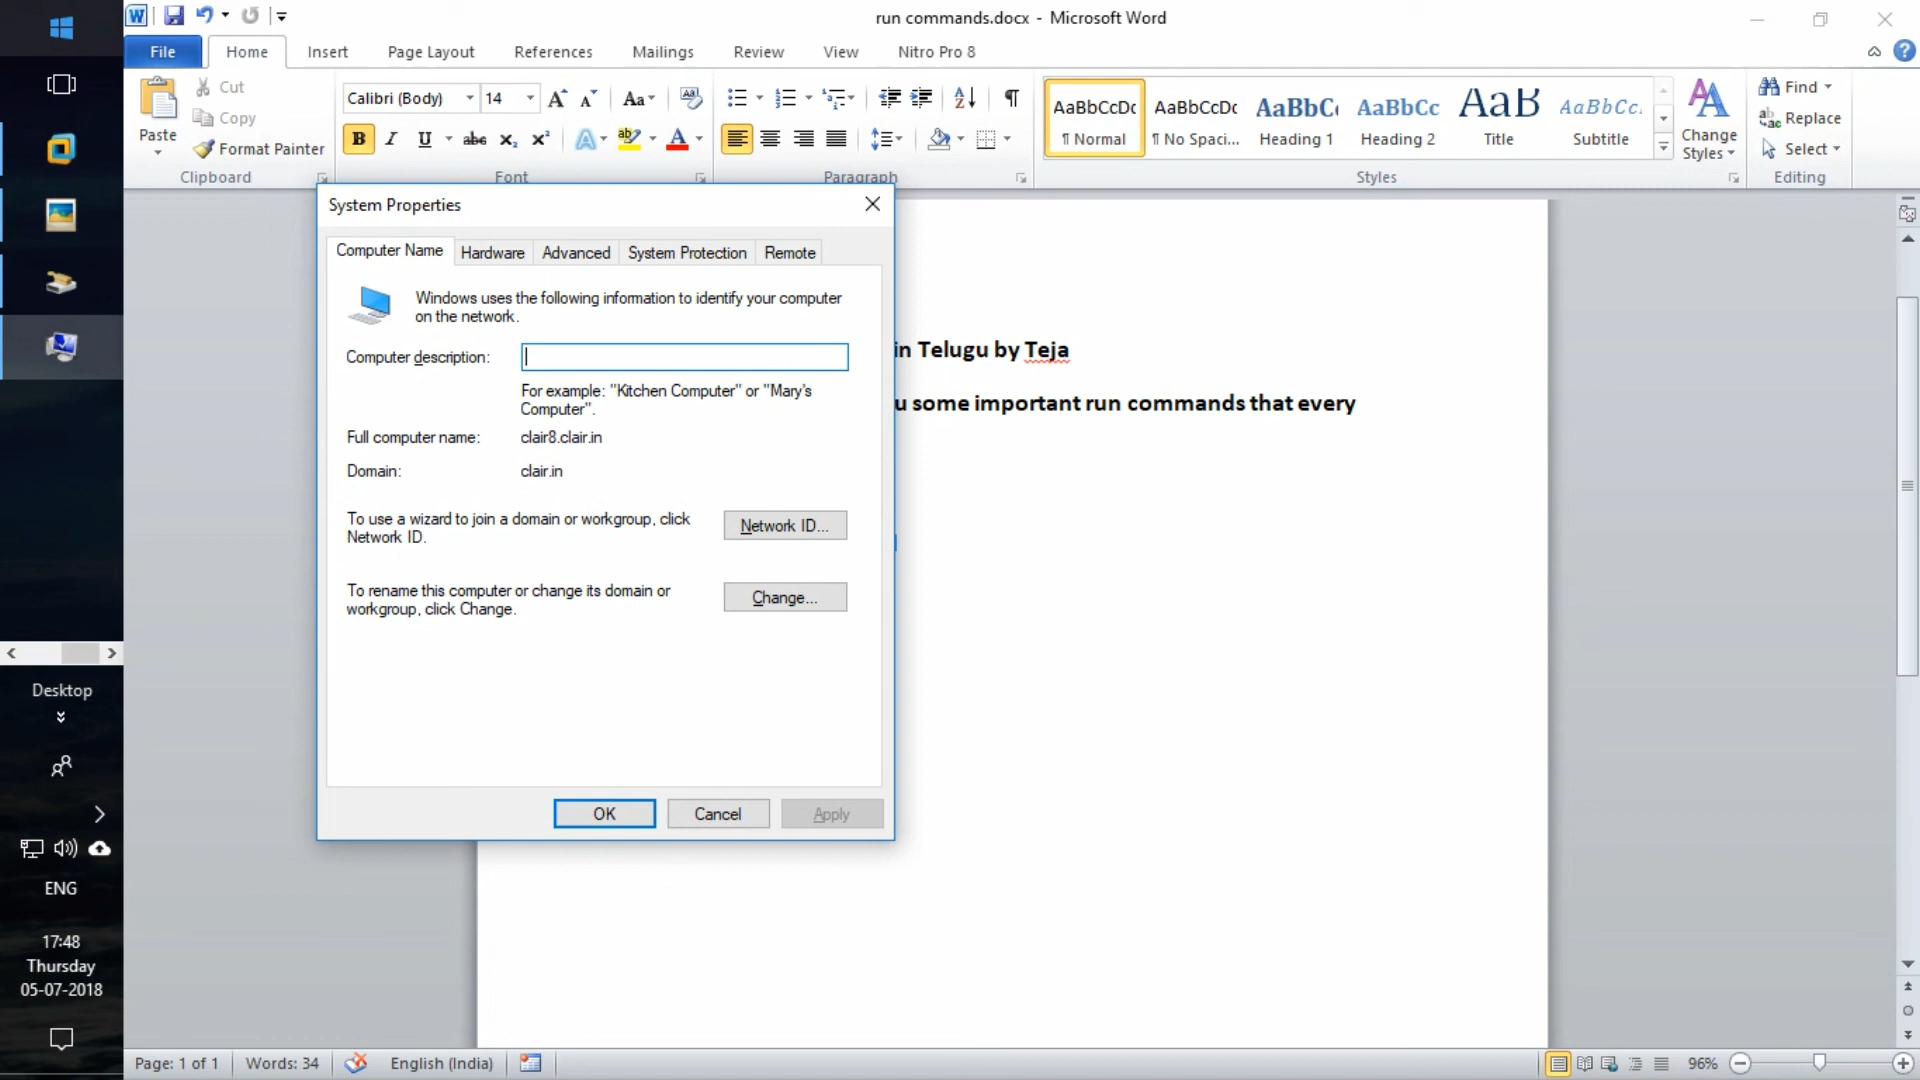 run commands.docx - Microsoft Word
File Home Insert Page Layout References Mailings Review View Nitro Pro 8
Paste
Cut
Copy
Format Painter
Clipboard
Calibri (Body) 14
Font
Paragraph
AaBbCcDc AaBbCcDc AaBbC AaBbCc AaB AaBbCc.
¶ Normal ¶ No Spaci... Heading 1 Heading 2 Title Subtitle
Change
Styles
Styles
Find
Replace
Select
Editing
System Properties
Computer Name Hardware Advanced System Protection Remote
Windows uses the following information to identify your computer
on the network.
Computer description:
For example: "Kitchen Computer" or "Mary's
Computer".
Full computer name: clair8.clair.in
Domain: clair.in
To use a wizard to join a domain or workgroup, click
Network ID.
Network ID...
To rename this computer or change its domain or
workgroup, click Change.
Change...
OK Cancel Apply
in Telugu by Teja
u some important run commands that every
Desktop
ENG
17:48
Thursday
05-07-2018
Page: 1 of 1 Words: 34 English (India) 96%